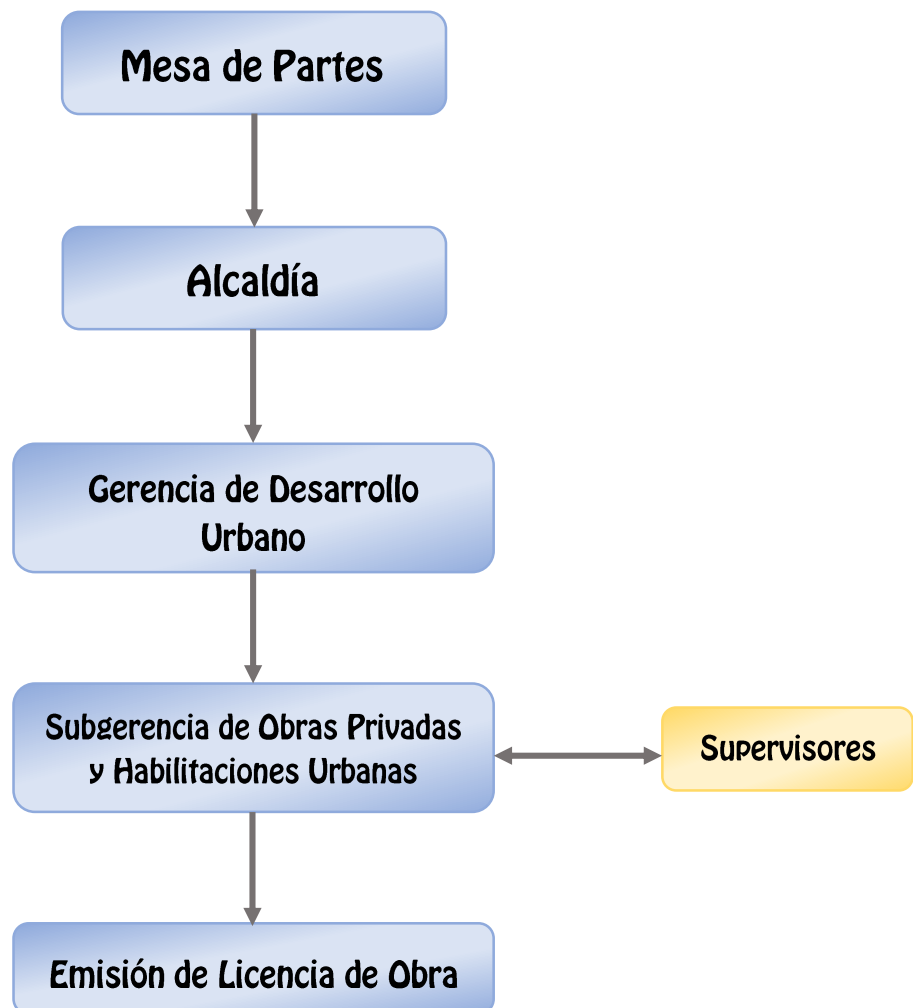 Mesa de Partes
Alcaldía
Gerencia de Desarrollo
Urbano
Subgerencia de Obras Privadas
y Habilitaciones Urbanas
Supervisores
Emisión de Licencia de Obra